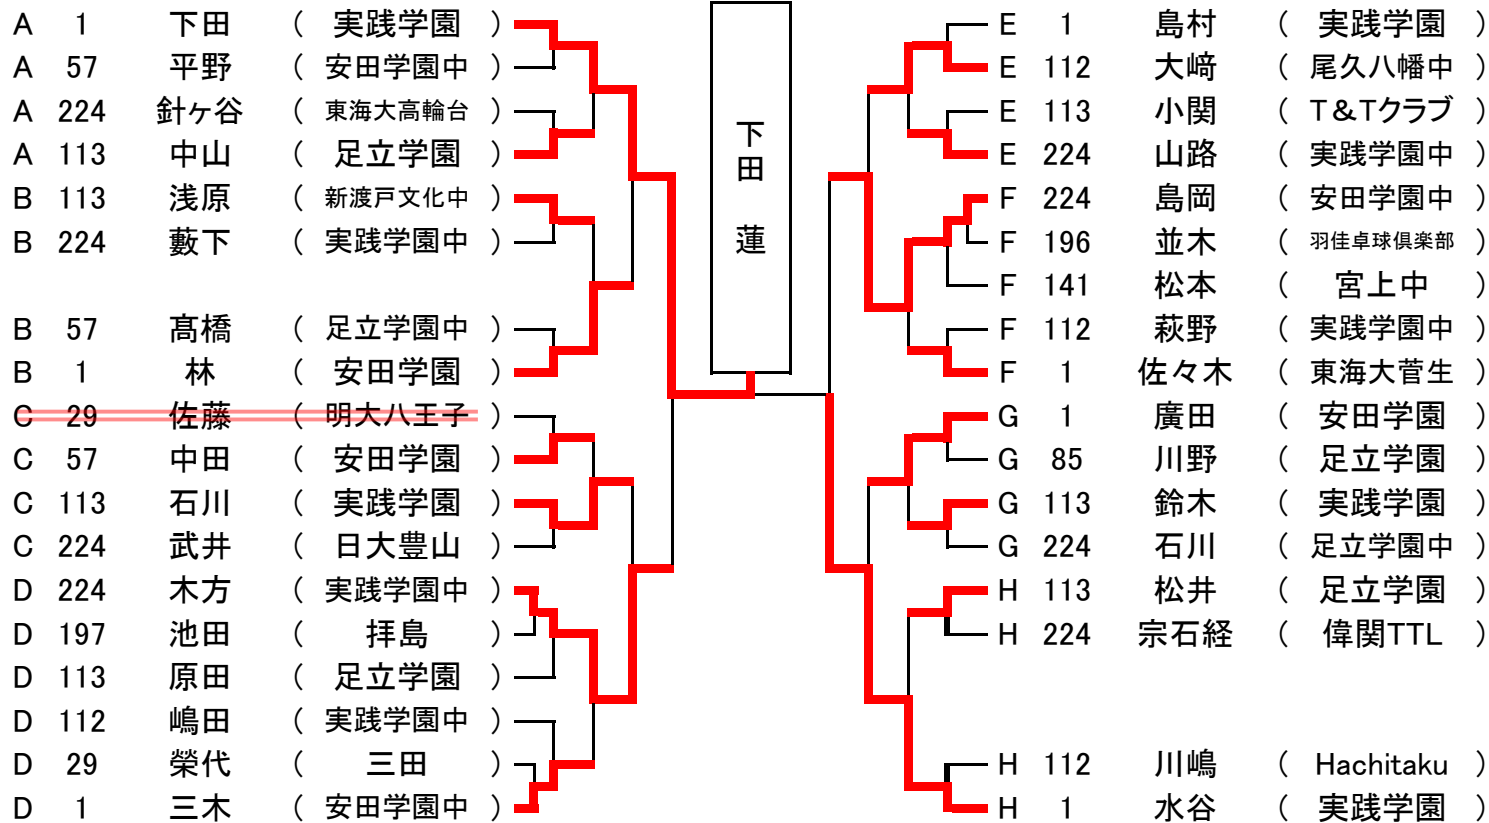 A 1 下田 ( 実践学園 )
A 57 平野 ( 安田学園中 )
A 224 針ヶ谷 ( 東海大高輪台 )
A 113 中山 ( 足立学園 )
B 113 浅原 ( 新渡戸文化中 )
B 224 藪下 ( 実践学園中 )
B 57 髙橋 ( 足立学園中 )
B 1 林 ( 安田学園 )
C 29 佐藤 ( 明大八王子 )
C 57 中田 ( 安田学園 )
C 113 石川 ( 実践学園 )
C 224 武井 ( 日大豊山 )
D 224 木方 ( 実践学園中 )
D 197 池田 ( 拝島 )
D 113 原田 ( 足立学園 )
D 112 嶋田 ( 実践学園中 )
D 29 榮代 ( 三田 )
D 1 三木 ( 安田学園中 )
下田 蓮
E 1 島村 ( 実践学園 )
E 112 大﨑 ( 尾久八幡中 )
E 113 小関 ( T&Tクラブ )
E 224 山路 ( 実践学園中 )
F 224 島岡 ( 安田学園中 )
F 196 並木 ( 羽佳卓球倶楽部 )
F 141 松本 ( 宮上中 )
F 112 萩野 ( 実践学園中 )
F 1 佐々木 ( 東海大菅生 )
G 1 廣田 ( 安田学園 )
G 85 川野 ( 足立学園 )
G 113 鈴木 ( 実践学園 )
G 224 石川 ( 足立学園中 )
H 113 松井 ( 足立学園 )
H 224 宗石経 ( 偉関TTL )
H 112 川嶋 ( Hachitaku )
H 1 水谷 ( 実践学園 )